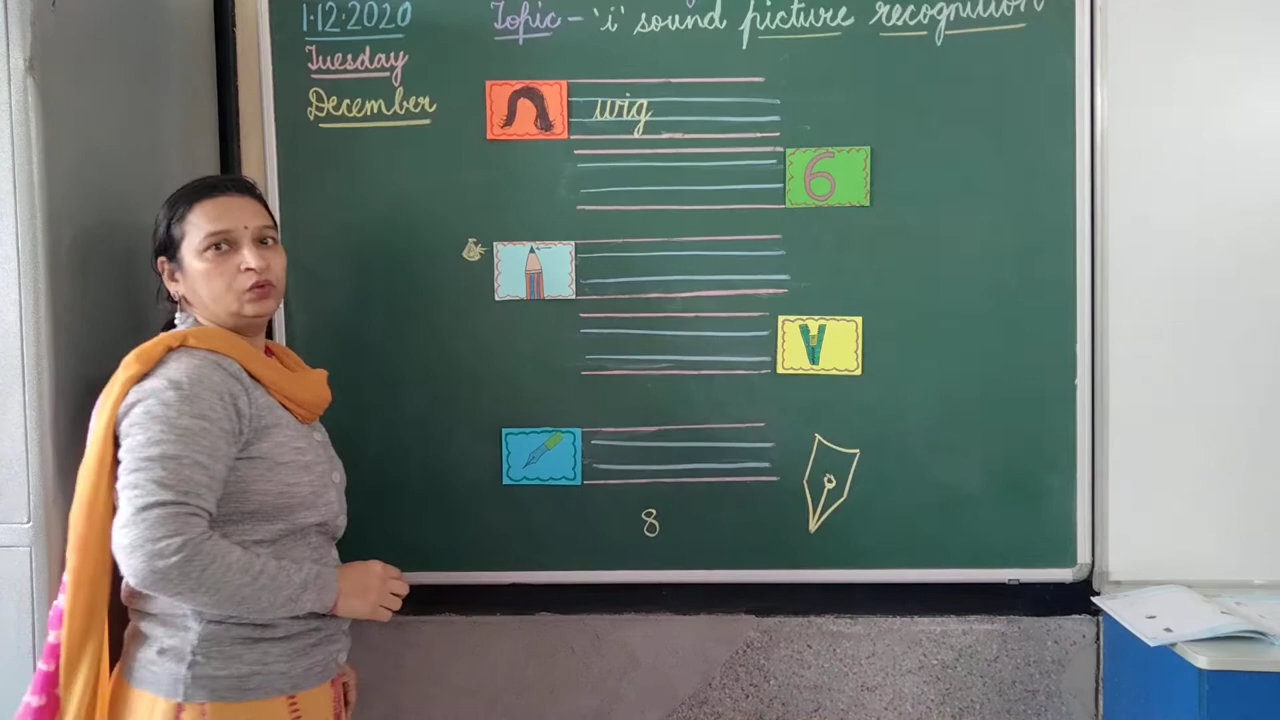 1·12·2020
Topic - 'i' sound picture recognition
Tuesday
December
wig
6
8